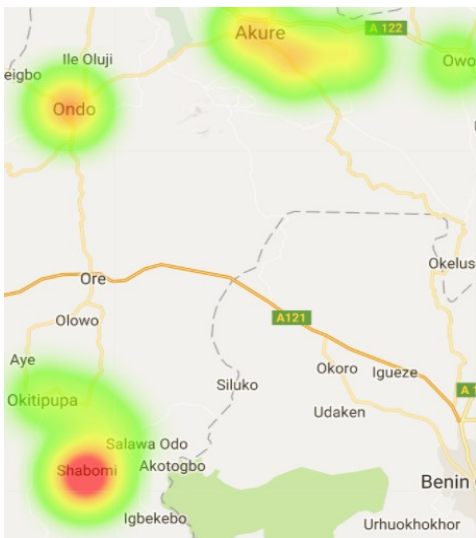 Akure
A 122
Ile Oluji
eigbo
Owo
Ondo
Okelus
Ore
A121
Olowo
Aye
Okoro
Igueze
Siluko
A 1
Okitipupa
Udaken
Salawa Odo
Shabomi
Akotogbo
Benin
Igbekebo
Urhuokhokhor